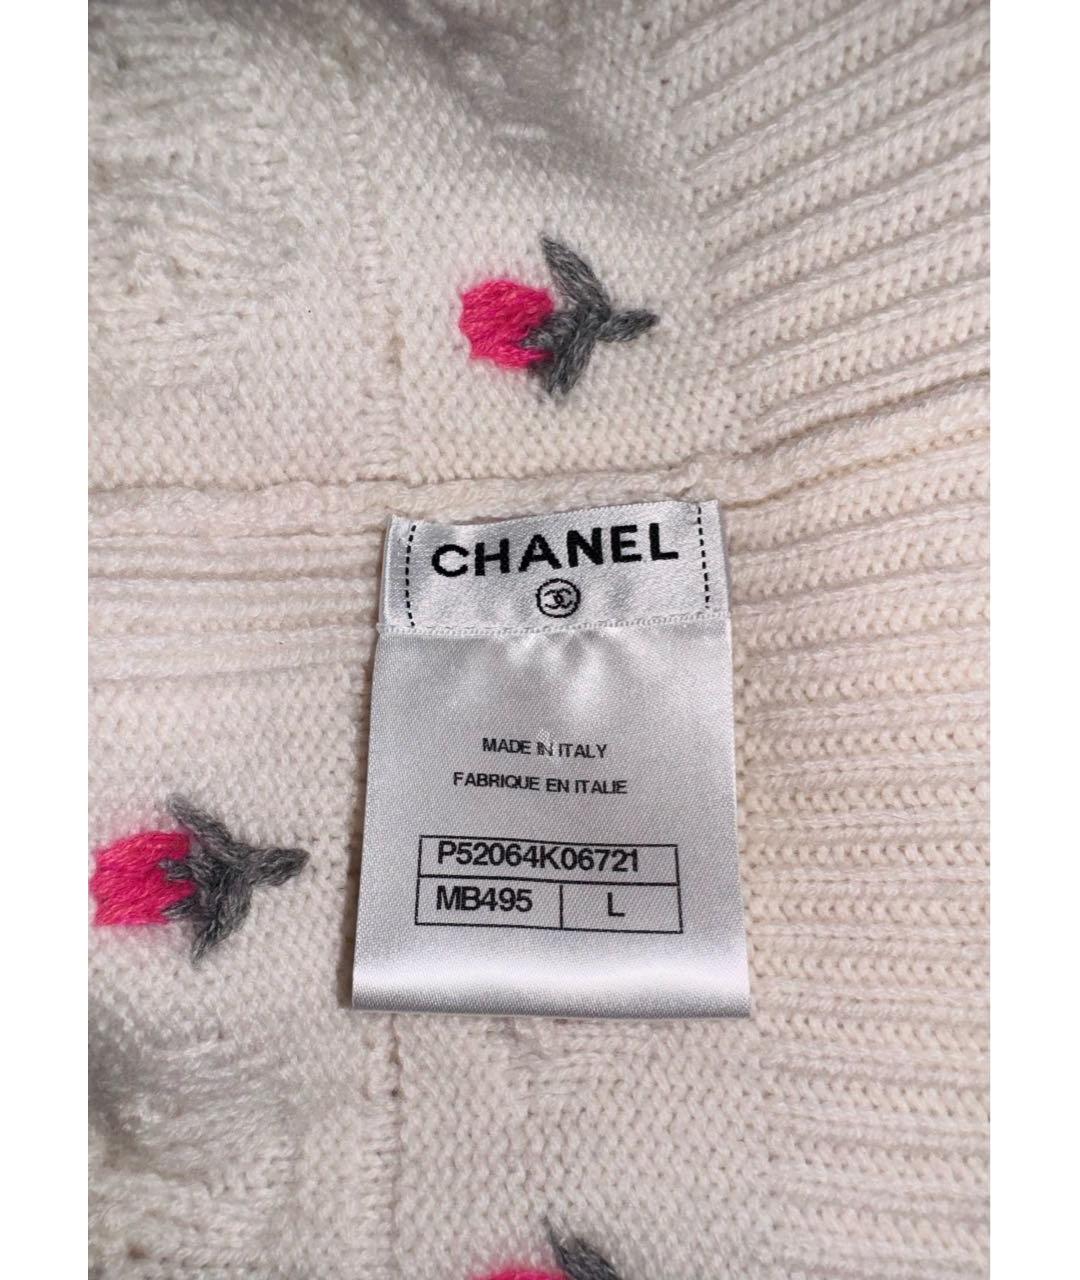 CHANEL
MADE IN ITALY
FABRIQUE EN ITALIE
P52064K06721
MB495 L